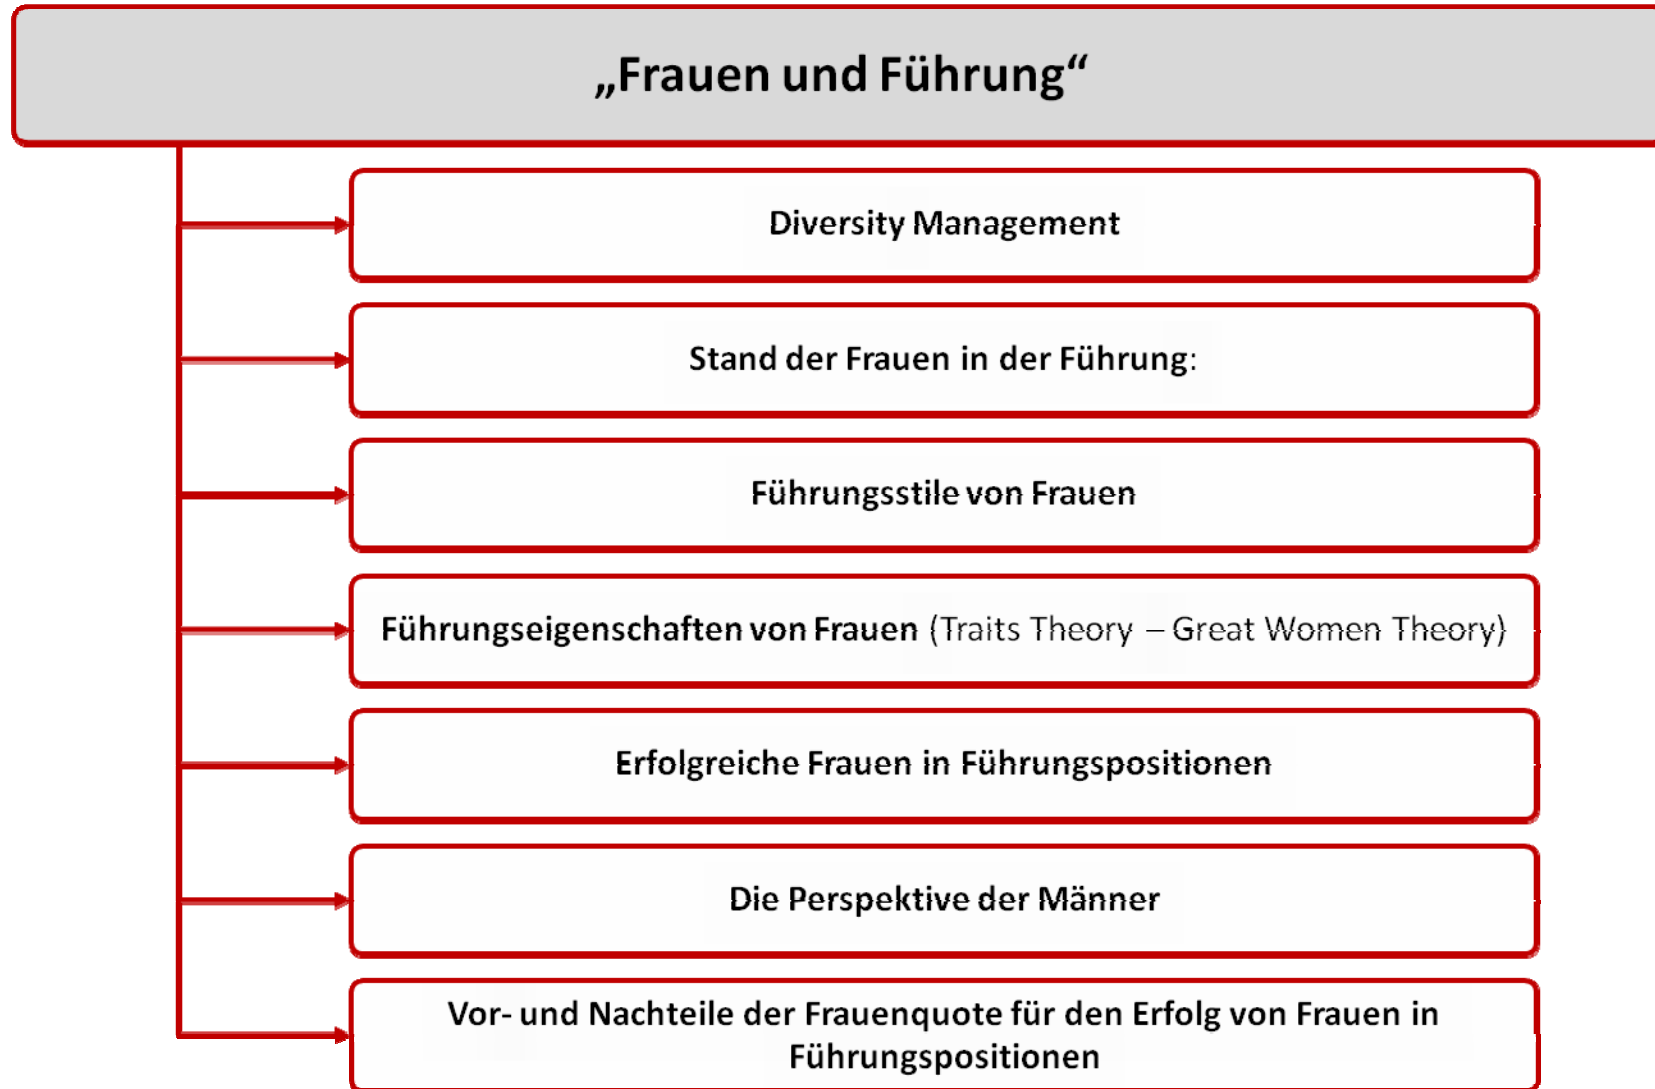 „Frauen und Führung“
Diversity Management
Stand der Frauen in der Führung:
Führungsstile von Frauen
Führungseigenschaften von Frauen (Traits Theory – Great Women Theory)
Erfolgreiche Frauen in Führungspositionen
Die Perspektive der Männer
Vor- und Nachteile der Frauenquote für den Erfolg von Frauen in
Führungspositionen